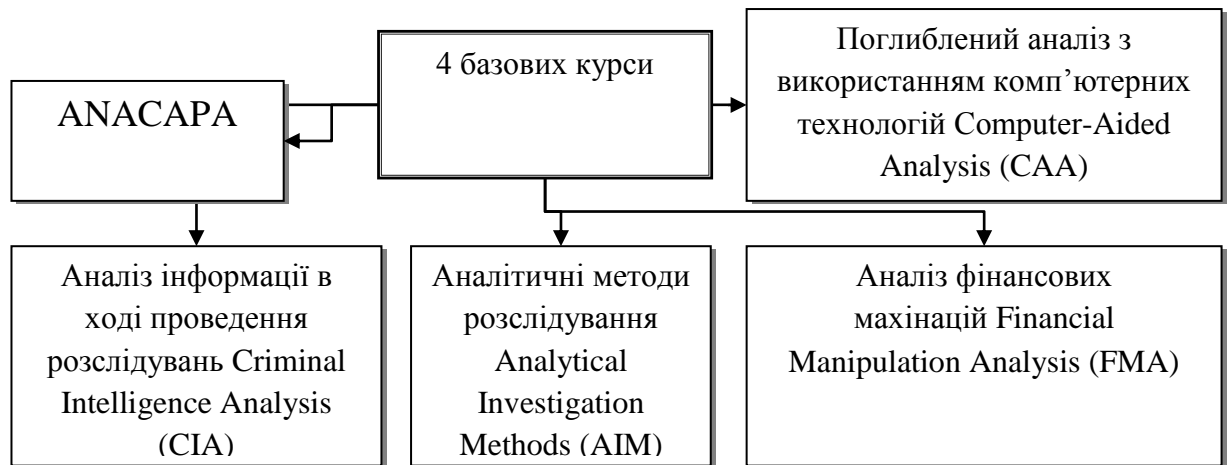 ANACAPA
4 базових курси
Поглиблений аналіз з
використанням комп’ютерних
технологій Computer-Aided
Analysis (CAA)
Аналіз інформації в
ході проведення
розслідувань Criminal
Intelligence Analysis
(CIA)
Аналітичні методи
розслідування
Analytical
Investigation
Methods (AIM)
Аналіз фінансових
махінацій Financial
Manipulation Analysis (FMA)